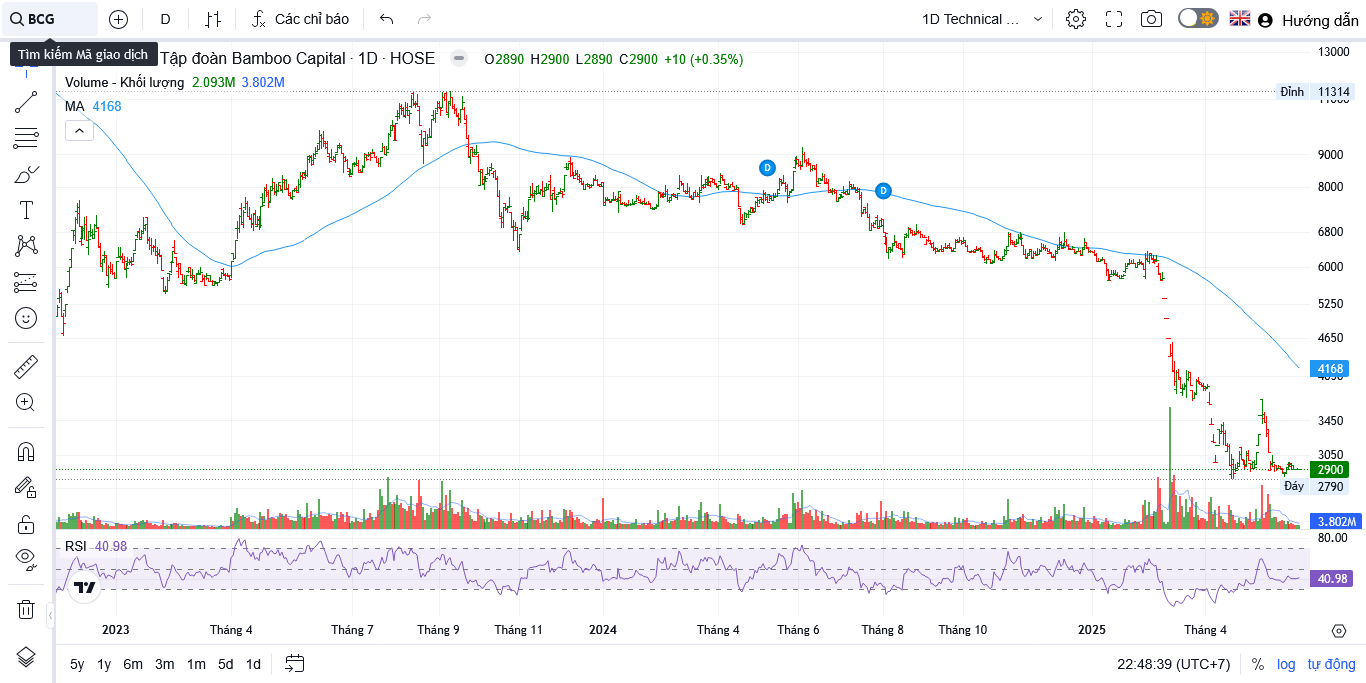 BCG
D
Các chỉ báo
1D Technical ...
Hướng dẫn
Tìm kiếm Mã giao dịch
Tập đoàn Bamboo Capital · 1D · HOSE
O2890 H2900 L2890 C2900 +10 (+0.35%)
Volume - Khối lượng 2.093M 3.802M
MA 4168
13000
Đỉnh 11314
11000
9000
8000
6800
6000
5250
4650
4168
4050
3450
3050
2900
Đáy 2790
3.802M
D
D
RSI 40.98
80.00
40.98
2023 Tháng 4 Tháng 7 Tháng 9 Tháng 11 2024 Tháng 4 Tháng 6 Tháng 8 Tháng 10 2025 Tháng 4
5y 1y 6m 3m 1m 5d 1d
22:48:39 (UTC+7) % log tự động